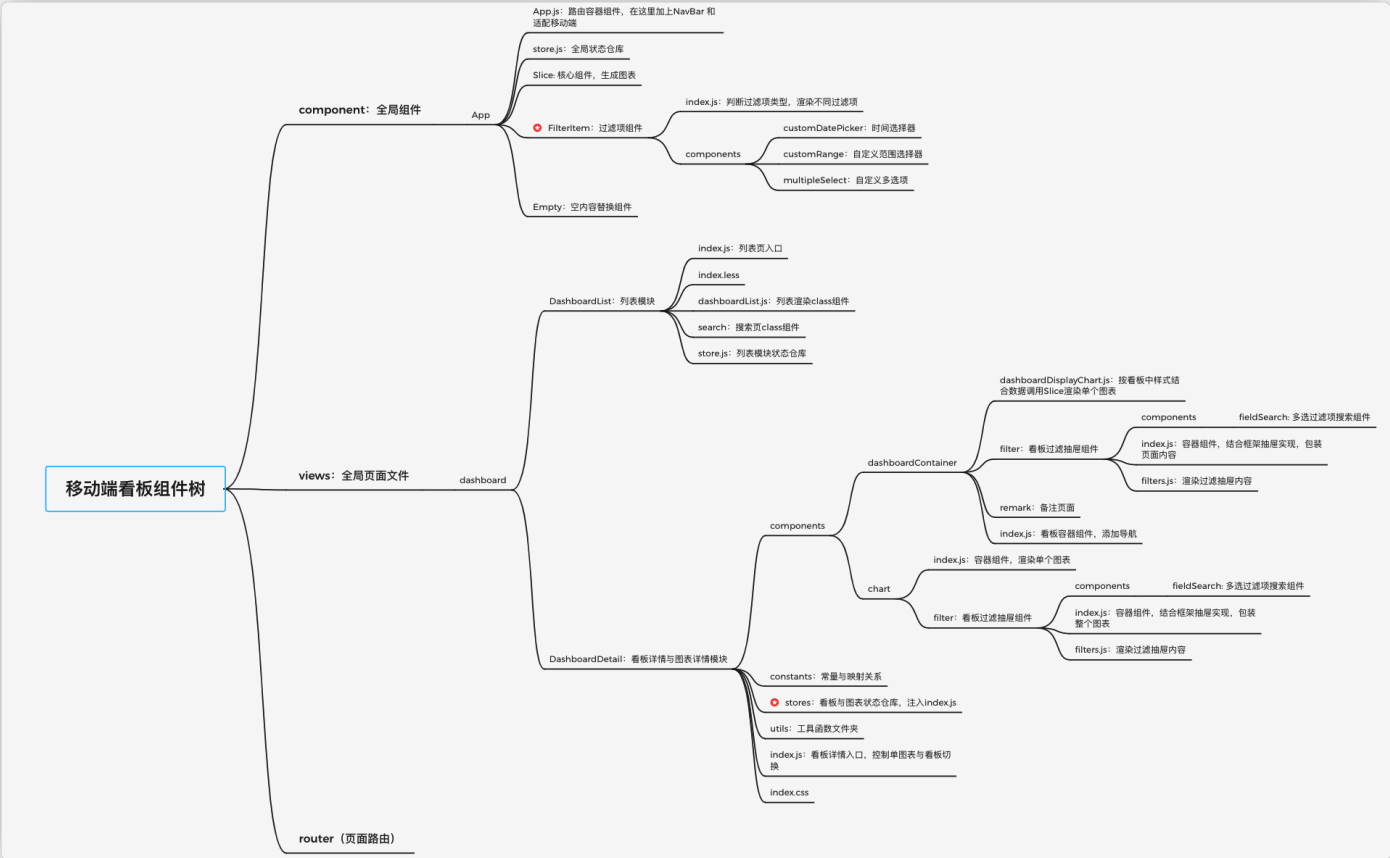 App.js：路由容器组件，在这里加上NavBar 和
适配移动端
store.js：全局状态仓库
Slice: 核心组件，生成图表
component：全局组件
App
index.js：判断过滤项类型，渲染不同过滤项
FilterItem：过滤项组件
customDatePicker：时间选择器
components
customRange：自定义范围选择器
multipleSelect：自定义多选项
Empty：空内容替换组件
index.js：列表页入口
index.less
DashboardList：列表模块
dashboardList.js：列表渲染class组件
search：搜索页class组件
store.js：列表模块状态仓库
dashboardDisplayChart.js：按看板中样式结
合数据调用Slice渲染单个图表
components
fieldSearch: 多选过滤项搜索组件
filter：看板过滤抽屉组件
index.js：容器组件，结合框架抽屉实现，包装
页面内容
dashboardContainer
filters.js：渲染过滤抽屉内容
views：全局页面文件
dashboard
移动端看板组件树
remark：备注页面
components
index.js：看板容器组件，添加导航
index.js：容器组件，渲染单个图表
chart
components
fieldSearch: 多选过滤项搜索组件
filter：看板过滤抽屉组件
index.js：容器组件，结合框架抽屉实现，包装
整个图表
filters.js：渲染过滤抽屉内容
DashboardDetail：看板详情与图表详情模块
constants：常量与映射关系
stores：看板与图表状态仓库，注入index.js
utils：工具函数文件夹
index.js：看板详情入口，控制单图表与看板切
换
index.css
router（页面路由）